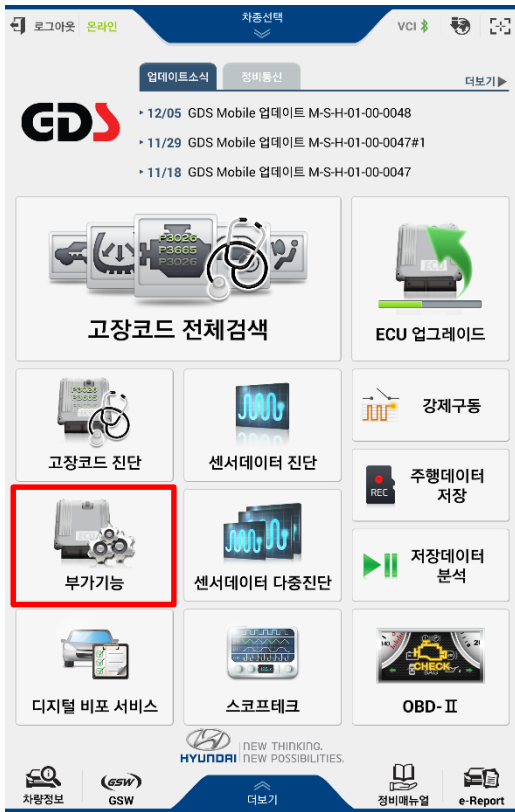 로그아웃 온라인
차종선택
VCI
업데이트소식
정비통신
더보기▶
GDS
12/05 GDS Mobile 업데이트 M-S-H-01-00-0048
11/29 GDS Mobile 업데이트 M-S-H-01-00-0047#1
11/18 GDS Mobile 업데이트 M-S-H-01-00-0047
P3026
P3665
P3026
고장코드 전체검색
ECU
ECU 업그레이드
고장코드 진단
센서데이터 진단
강제구동
REC
주행데이터
저장
ECU
부가기능
센서데이터 다중진단
저장데이터
분석
디지털 비포 서비스
스코프테크
CHECK
OBD-Ⅱ
HYUNDAI
NEW THINKING.
NEW POSSIBILITIES.
차량정보
GSW
GSW
더보기
정비매뉴얼
e-Report